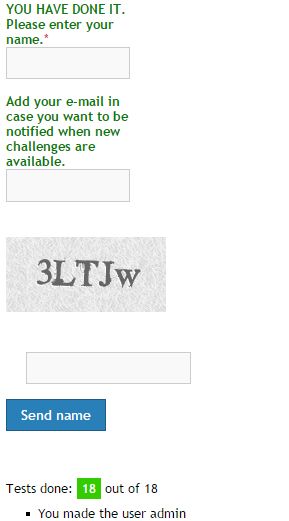 YOU HAVE DONE IT.
Please enter your
name.*
Add your e-mail in
case you want to be
notified when new
challenges are
available.
3LTJw
Send name
Tests done: 18 out of 18
▪ You made the user admin